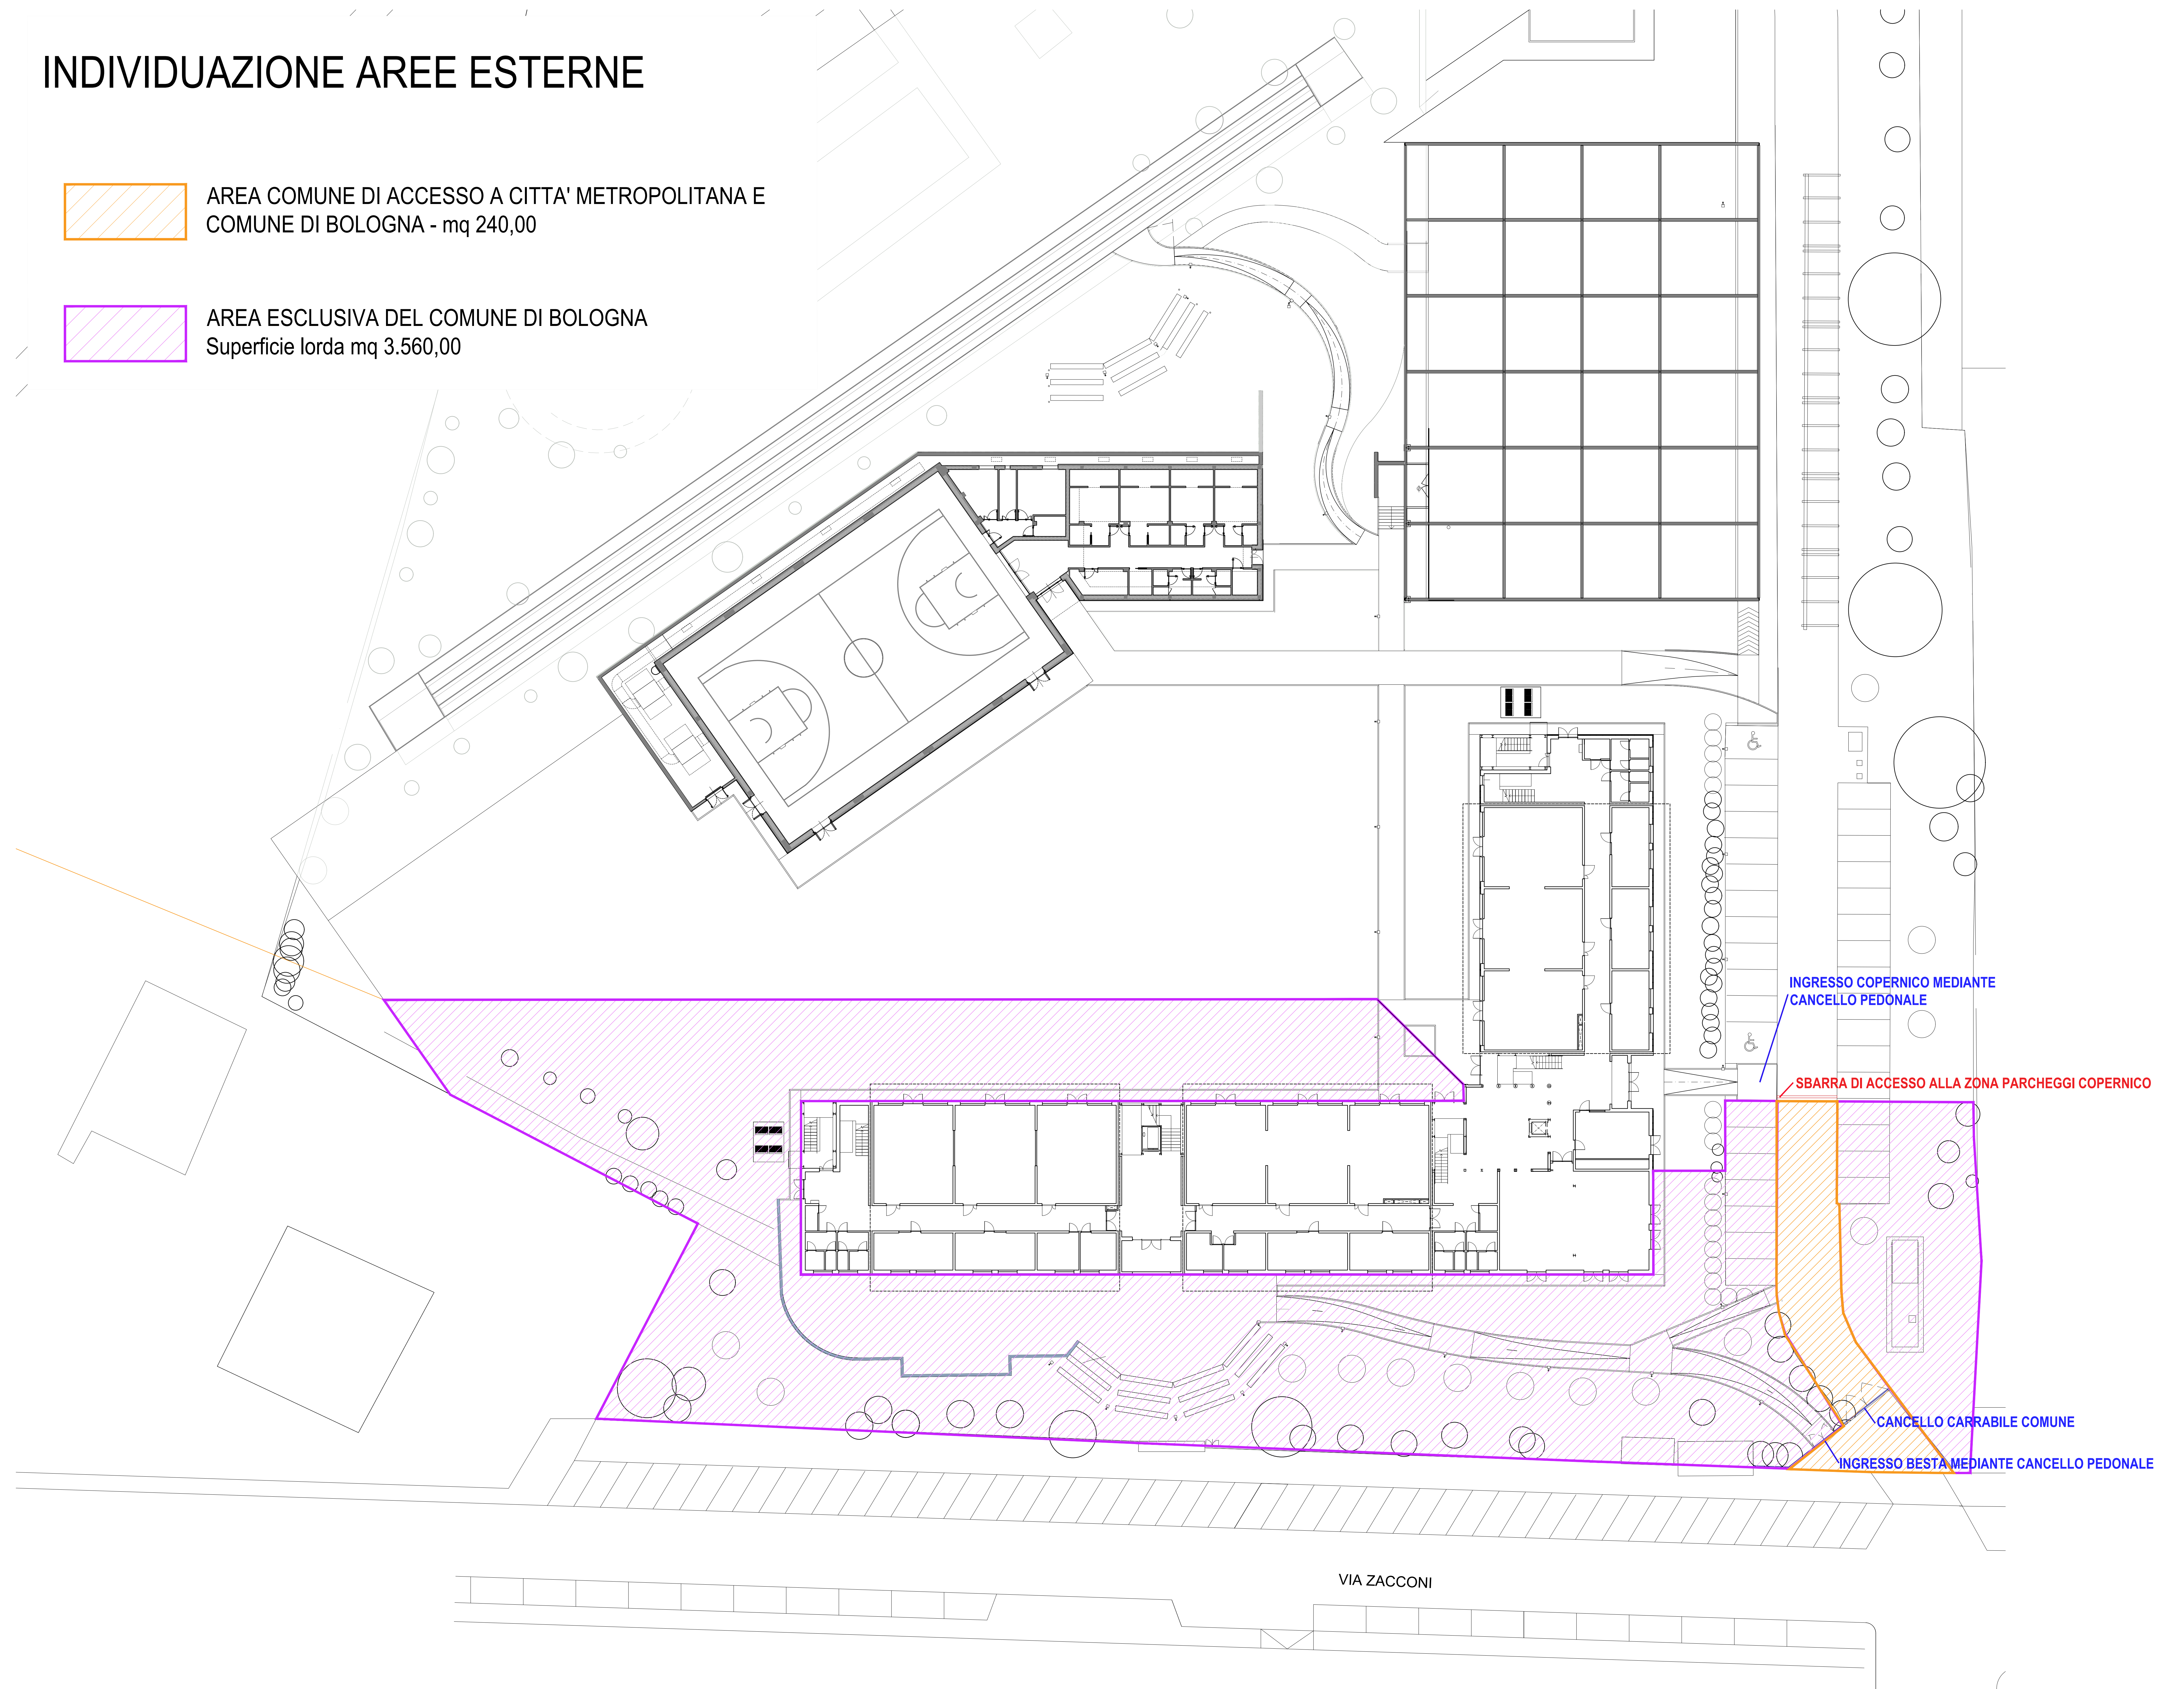 INDIVIDUAZIONE AREE ESTERNE
AREA COMUNE DI ACCESSO A CITTA' METROPOLITANA E
COMUNE DI BOLOGNA - mq 240,00
AREA ESCLUSIVA DEL COMUNE DI BOLOGNA
Superficie lorda mq 3.560,00
INGRESSO COPERNICO MEDIANTE
CANCELLO PEDONALE
SBARRA DI ACCESSO ALLA ZONA PARCHEGGI COPERNICO
CANCELLO CARRABILE COMUNE
INGRESSO BESTA MEDIANTE CANCELLO PEDONALE
VIA ZACCONI